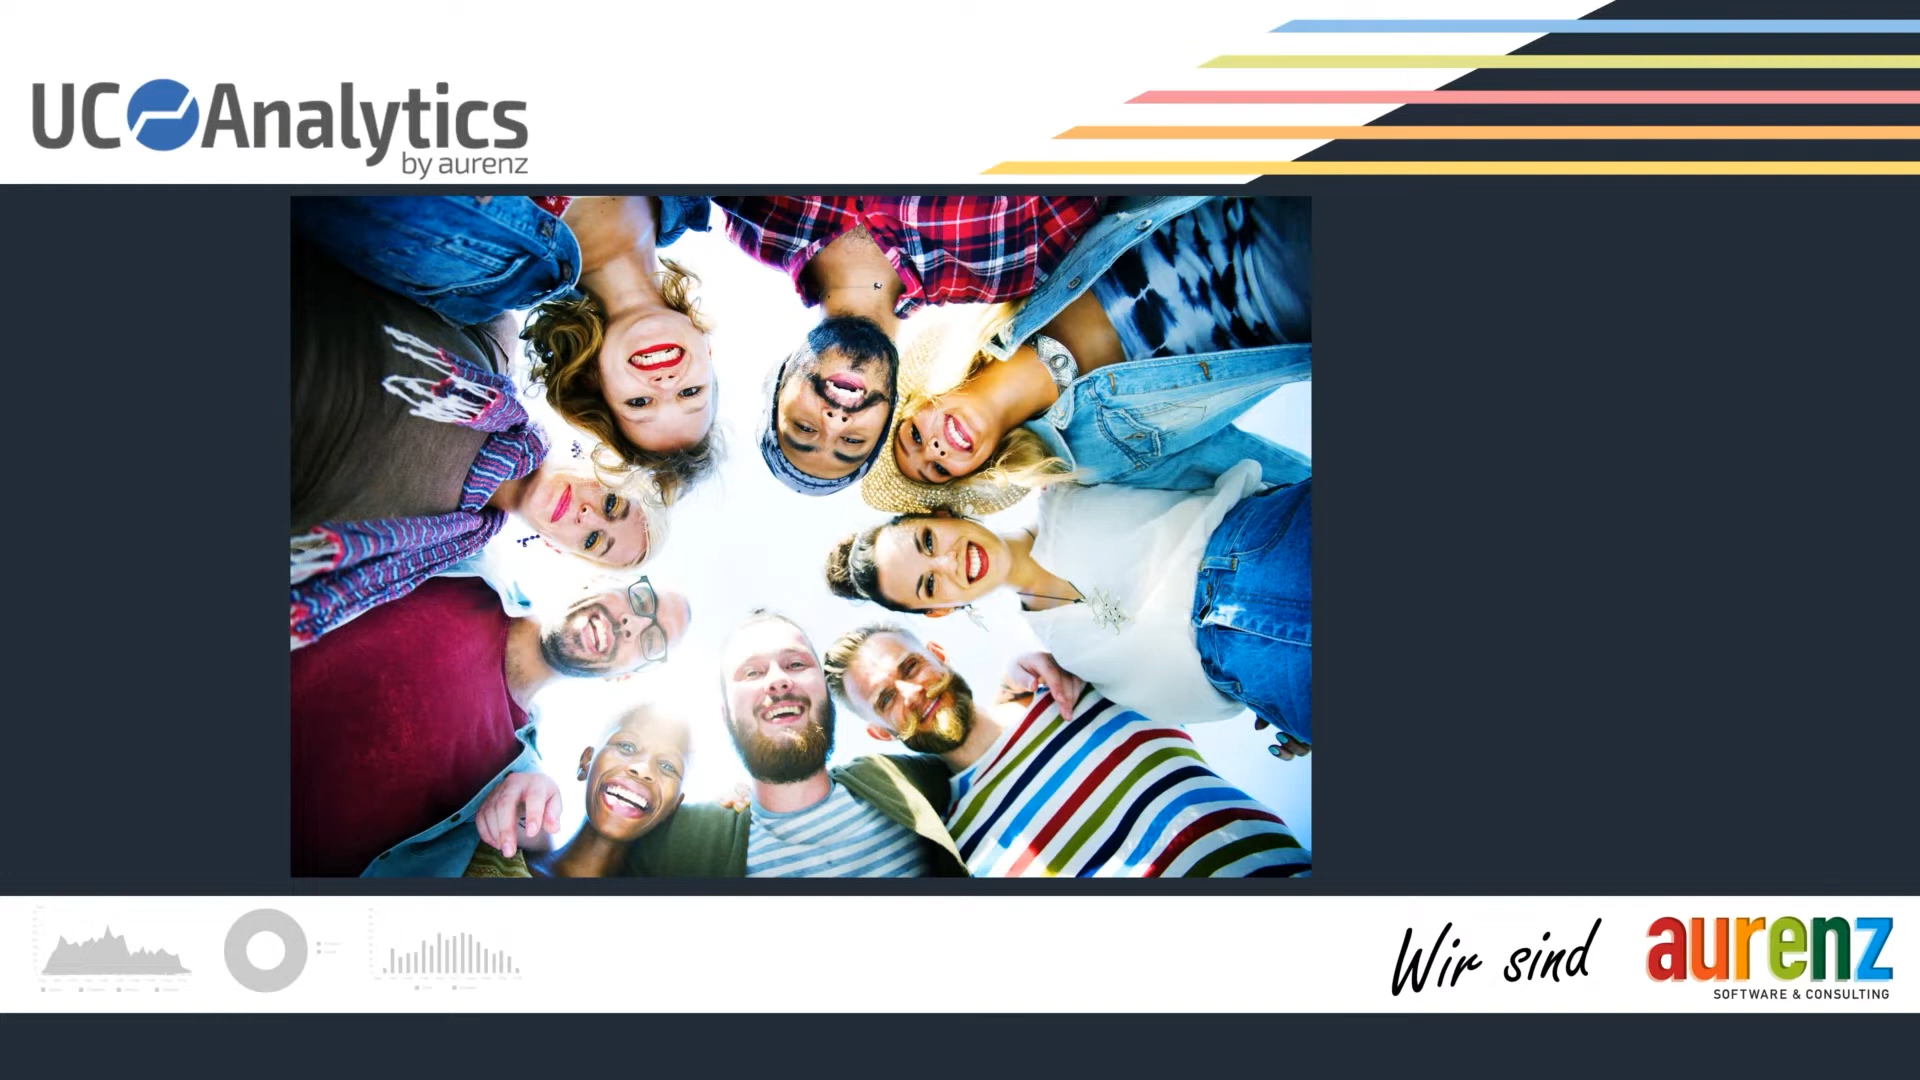 UC Analytics
by aurenz
Wir sind aurenz
SOFTWARE & CONSULTING